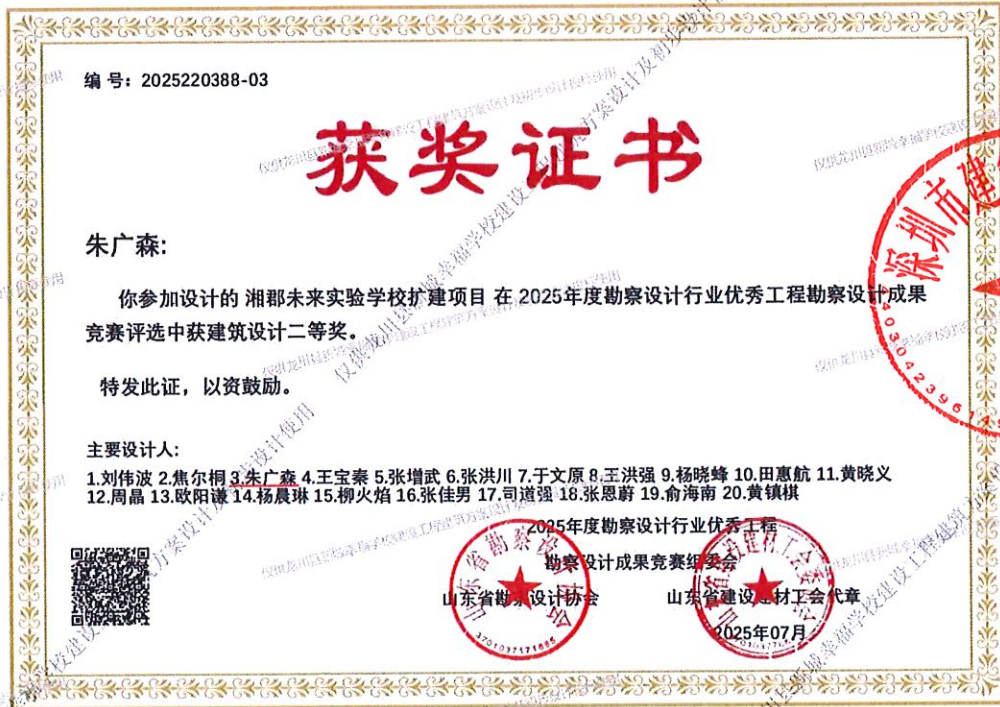 编 号：2025220388-03
获奖证书
朱广森:
你参加设计的 湘郡未来实验学校扩建项目 在 2025年度勘察设计行业优秀工程勘察设计成果
竞赛评选中获建筑设计二等奖。
特发此证，以资鼓励。
主要设计人:
1.刘伟波 2.焦尔桐 3.朱广森 4.王宝秦 5.张增武 6.张洪川 7.于文原 8.王洪强 9.杨晓蜂 10.田惠航 11.黄晓义
12.周晶 13.欧阳谦 14.杨晨琳 15.柳火焰 16.张佳男 17.司道强 18.张恩蔚 19.俞海南 20.黄镇棋
2025年度勘察设计行业优秀工程
勘察设计成果竞赛组委会
山东省勘察设计协会
山东省建设建材工会代章
2025年07月
深圳市建